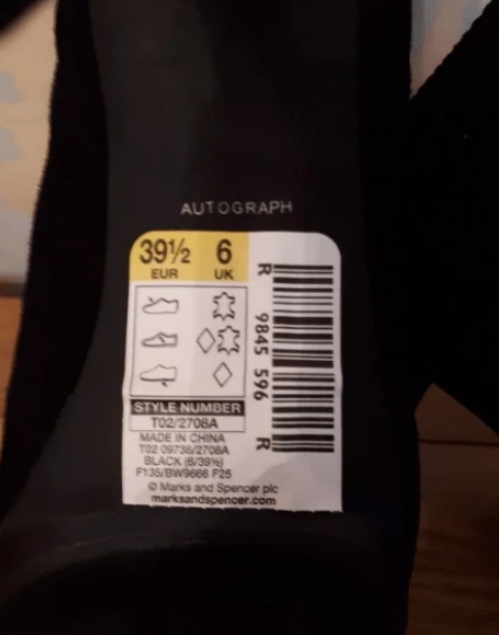 AUTOGRAPH
39½ 6
EUR UK
R 9845 596 R
STYLE NUMBER
T02/2708A
MADE IN CHINA
T02 09738/2708A
BLACK (6/39½)
F135/BW9666 F25
© Marks and Spencer plc
marksandspencer.com